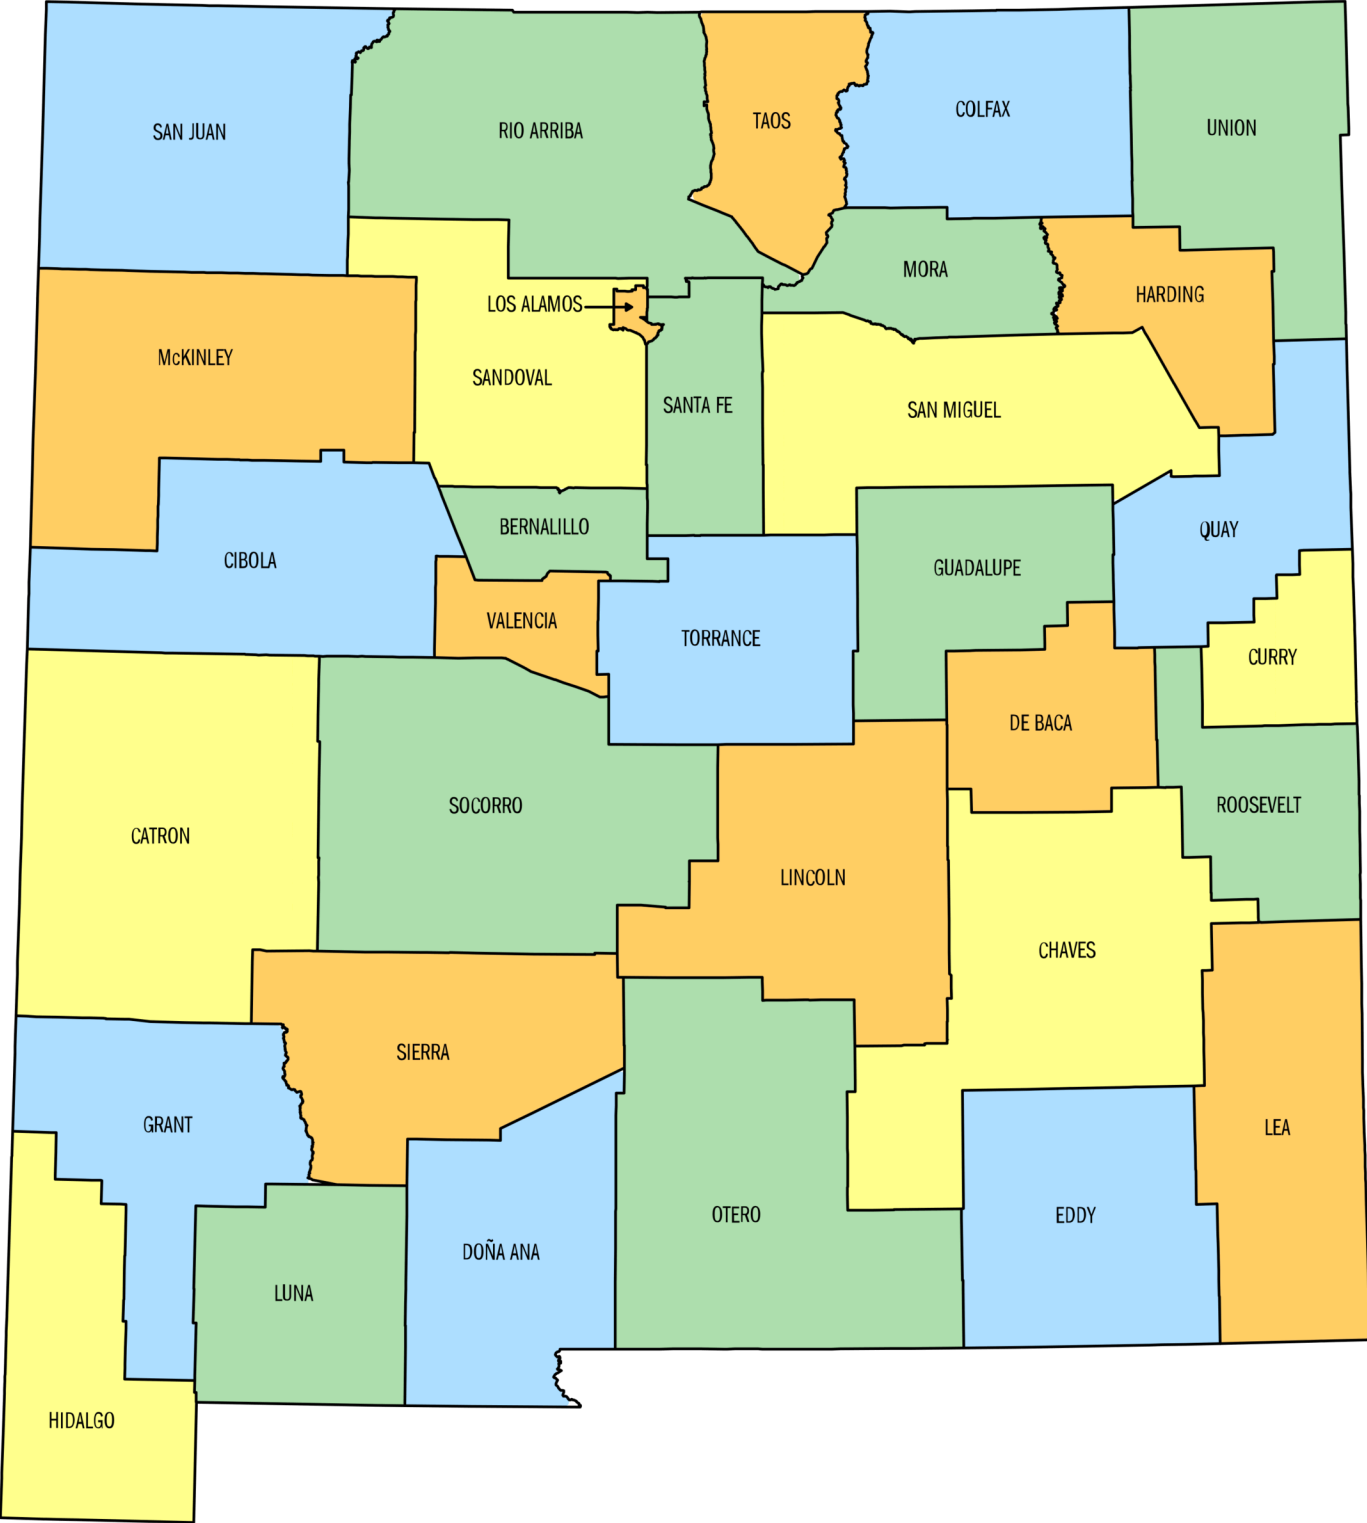 SAN JUAN
RIO ARRIBA
TAOS
COLFAX
UNION
MORA
HARDING
LOS ALAMOS
McKINLEY
SANDOVAL
SANTA FE
SAN MIGUEL
BERNALILLO
QUAY
CIBOLA
GUADALUPE
VALENCIA
TORRANCE
CURRY
DE BACA
CATRON
SOCORRO
ROOSEVELT
LINCOLN
CHAVES
SIERRA
GRANT
LEA
OTERO
EDDY
DOÑA ANA
LUNA
HIDALGO